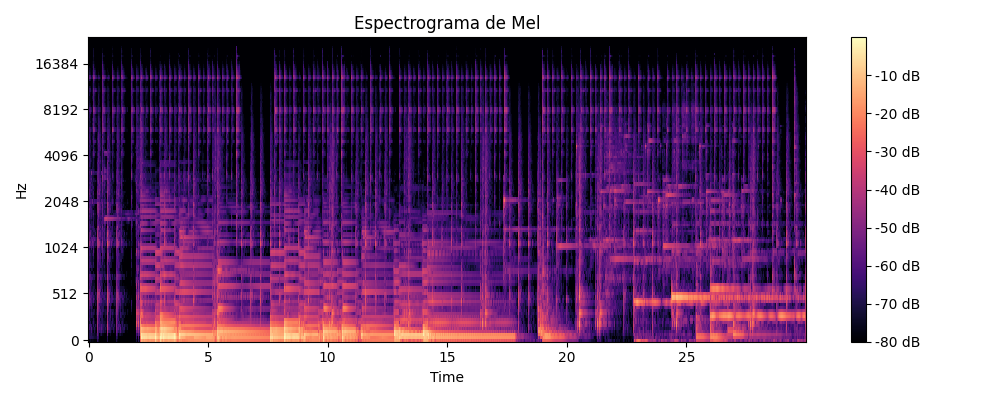 Espectrograma de Mel
Hz
16384
8192
4096
2048
1024
512
0
0 5 10 15 20 25
Time
-10 dB
-20 dB
-30 dB
-40 dB
-50 dB
-60 dB
-70 dB
-80 dB